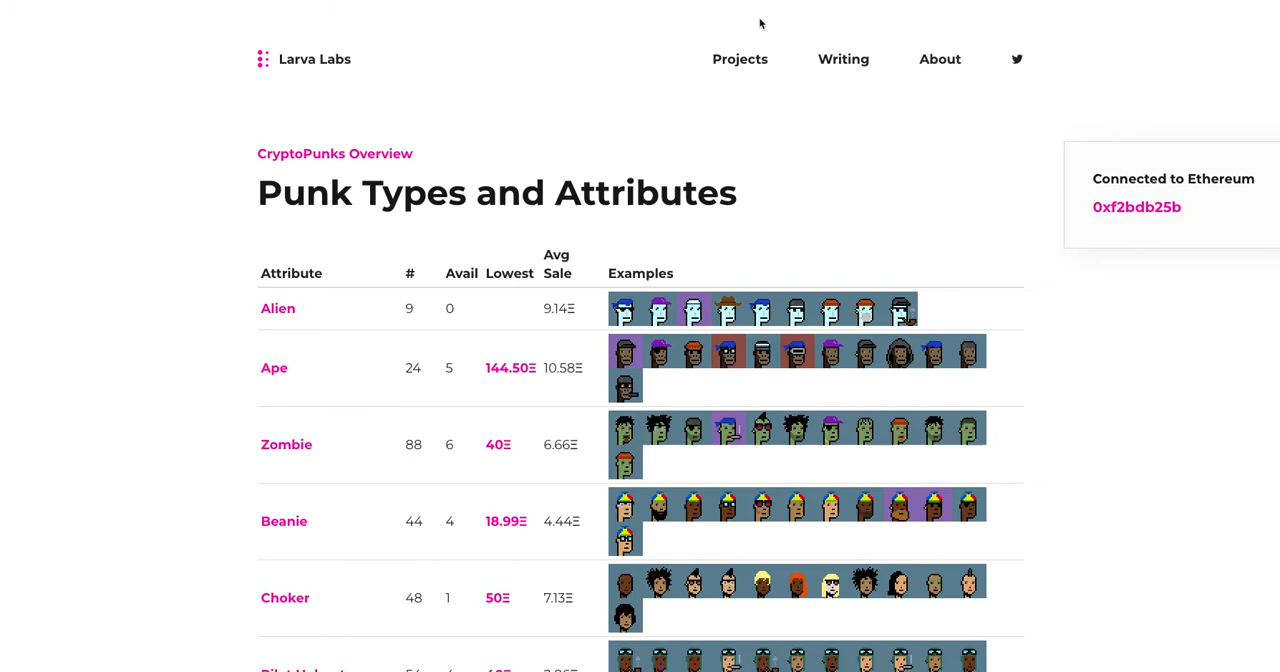 Larva Labs
Projects
Writing
About
Connected to Ethereum
0xf2bdb25b
CryptoPunks Overview
Punk Types and Attributes
Attribute # Avail Lowest Avg Sale Examples
Alien 9 0 9.14Ξ
Ape 24 5 144.50Ξ 10.58Ξ
Zombie 88 6 40Ξ 6.66Ξ
Beanie 44 4 18.99Ξ 4.44Ξ
Choker 48 1 50Ξ 7.13Ξ